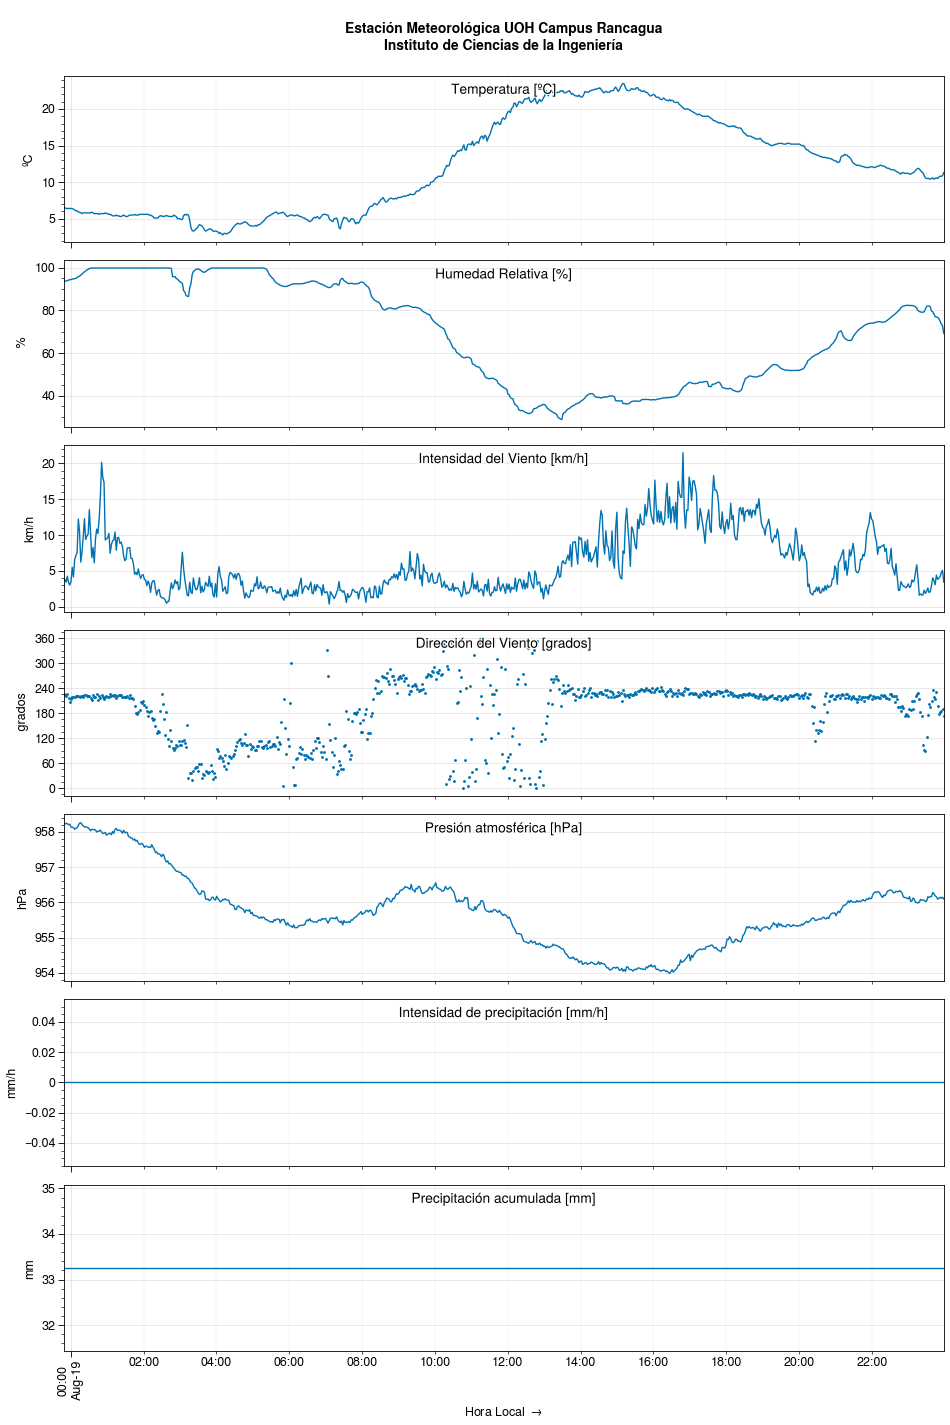 Estación Meteorológica UOH Campus Rancagua
Instituto de Ciencias de la Ingeniería
Temperatura [ºC]
ºC
20
15
10
5
Humedad Relativa [%]
%
100
80
60
40
Intensidad del Viento [km/h]
km/h
20
15
10
5
0
Dirección del Viento [grados]
grados
360
300
240
180
120
60
0
Presión atmosférica [hPa]
hPa
958
957
956
955
954
Intensidad de precipitación [mm/h]
mm/h
0.04
0.02
0
−0.02
−0.04
Precipitación acumulada [mm]
mm
35
34
33
32
00:00
Aug-19
02:00
04:00
06:00
08:00
10:00
12:00
14:00
16:00
18:00
20:00
22:00
Hora Local →